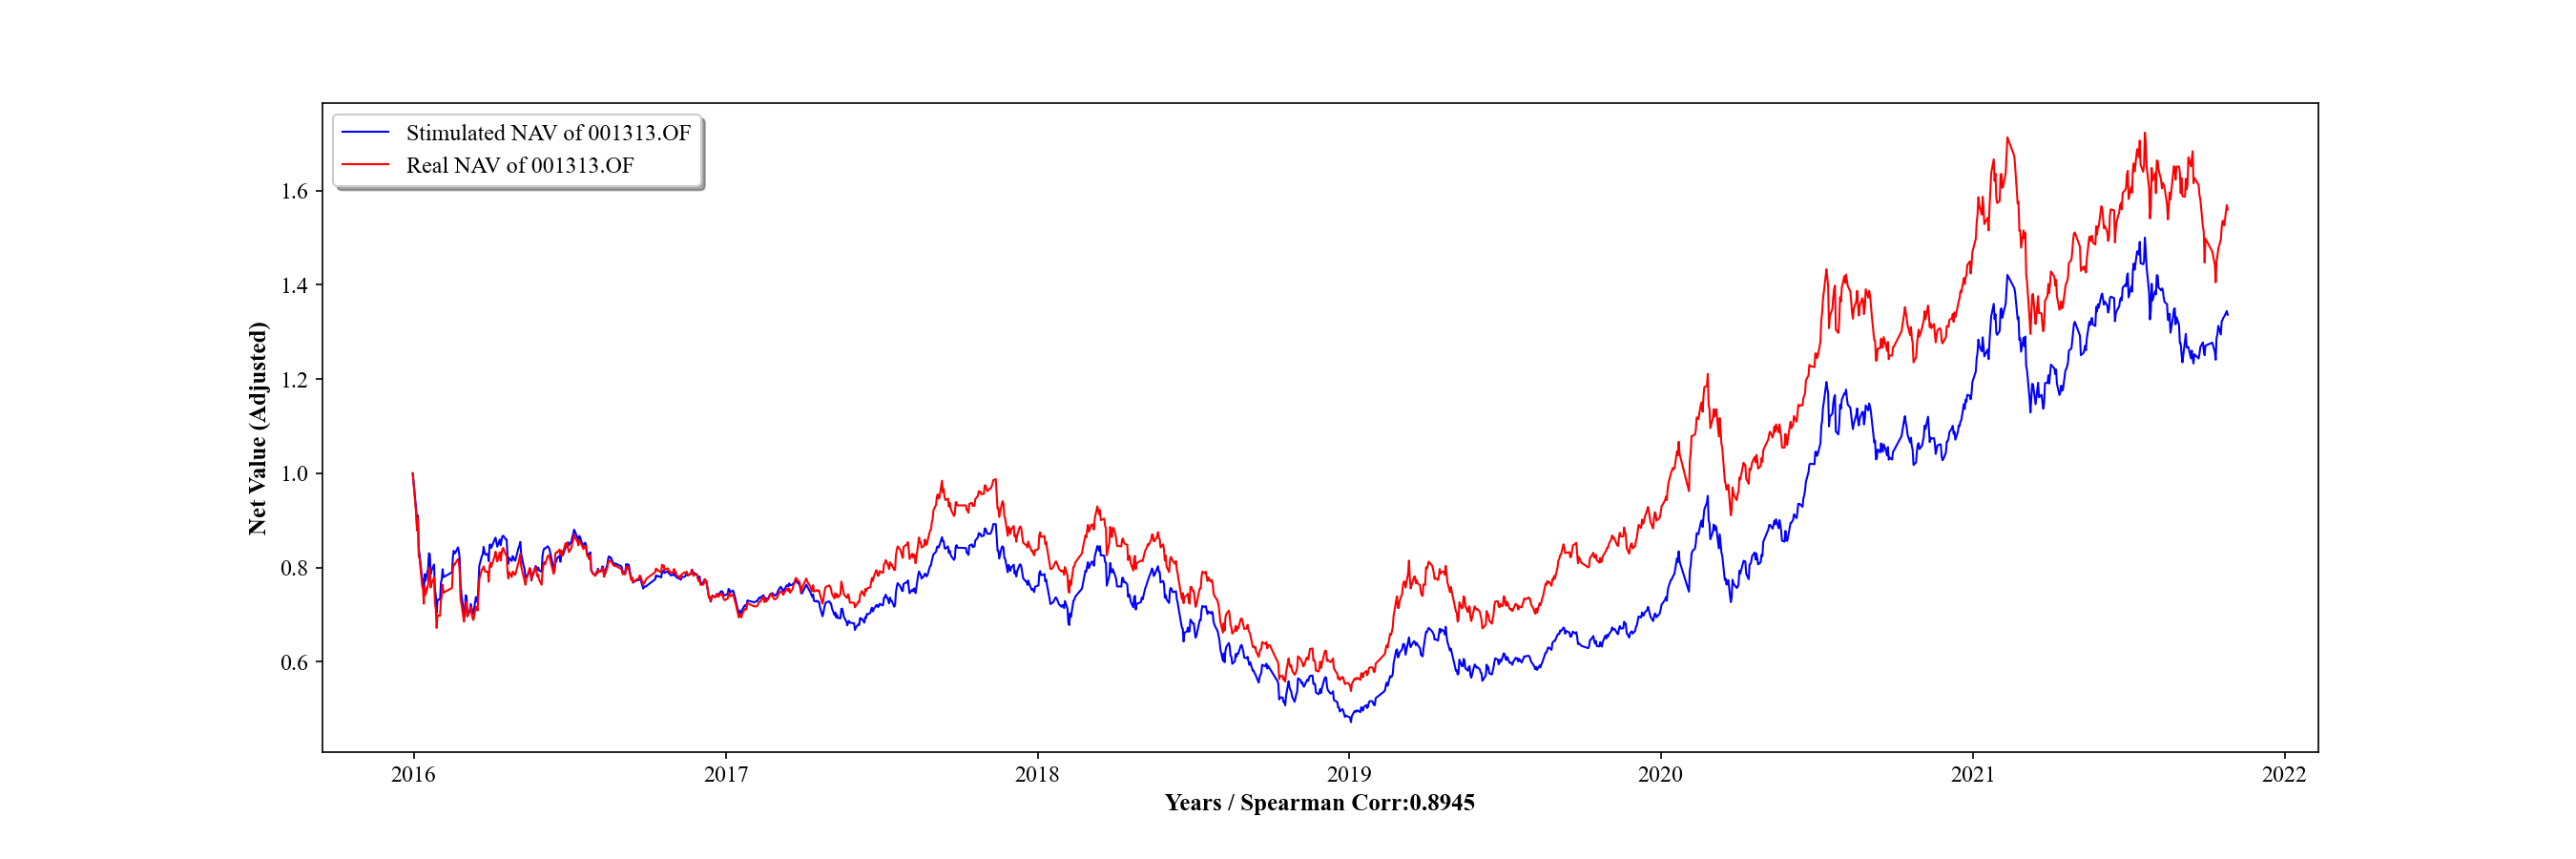 Stimulated NAV of 001313.OF
Real NAV of 001313.OF
Net Value (Adjusted)
1.6
1.4
1.2
1.0
0.8
0.6
2016 2017 2018 2019 2020 2021 2022
Years / Spearman Corr:0.8945